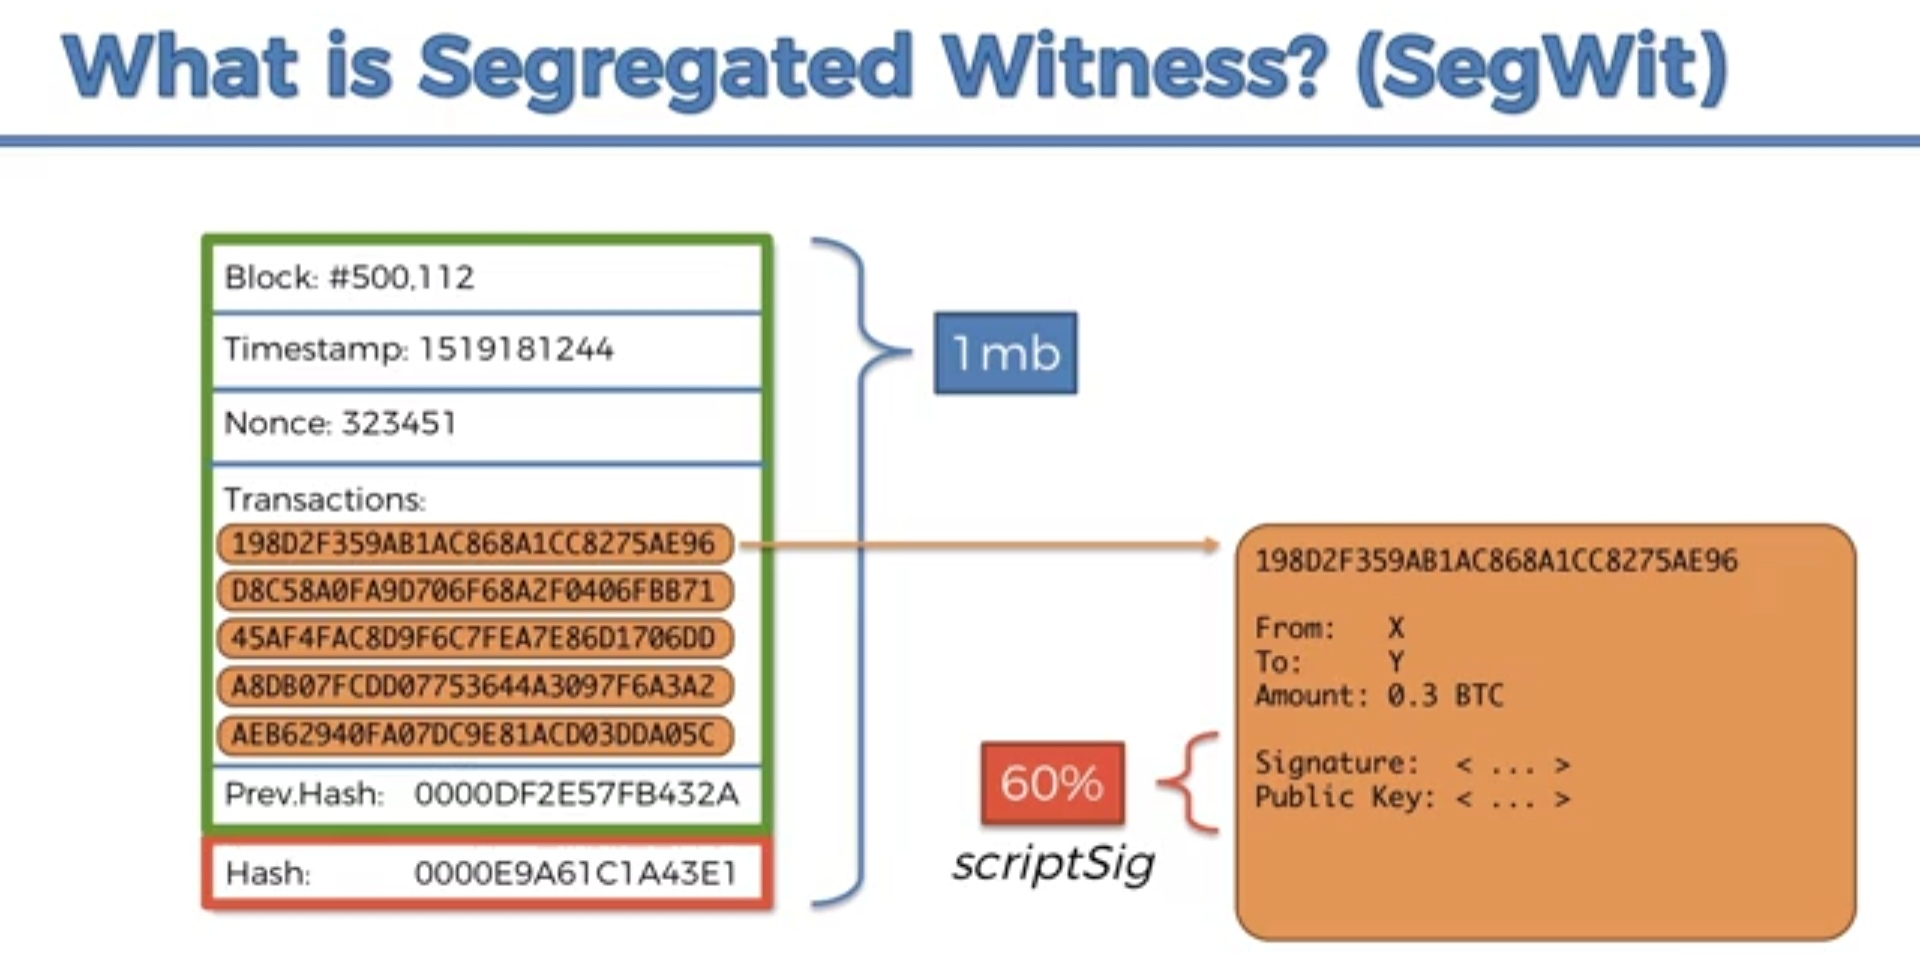 What is Segregated Witness? (SegWit)
Block: #500,112
Timestamp: 1519181244
Nonce: 323451
Transactions:
198D2F359AB1AC868A1CC8275AE96
D8C58A0FA9D706F68A2F0406FBB71
45AF4FAC8D9F6C7FEA7E86D1706DD
A8DB07FCDD07753644A3097F6A3A2
AEB62940FA07DC9E81ACD03DDA05C
Prev.Hash: 0000DF2E57FB432A
Hash: 0000E9A61C1A43E1
1mb
60%
scriptSig
198D2F359AB1AC868A1CC8275AE96
From: X
To: Y
Amount: 0.3 BTC
Signature: < ... >
Public Key: < ... >